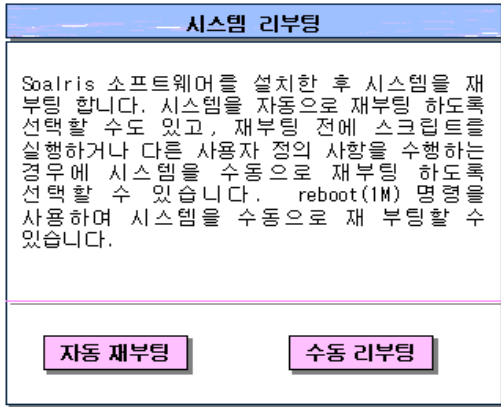 시스템 리부팅
Soalris 소프트웨어를 설치한 후 시스템을 재
부팅 합니다. 시스템을 자동으로 재부팅 하도록
선택할 수도 있고, 재부팅 전에 스크립트를
실행하거나 다른 사용자 정의 사항을 수행하는
경우에 시스템을 수동으로 재부팅 하도록
선택할 수 있습니다. reboot(1M) 명령을
사용하여 시스템을 수동으로 재 부팅할 수
있습니다.
자동 재부팅 수동 리부팅